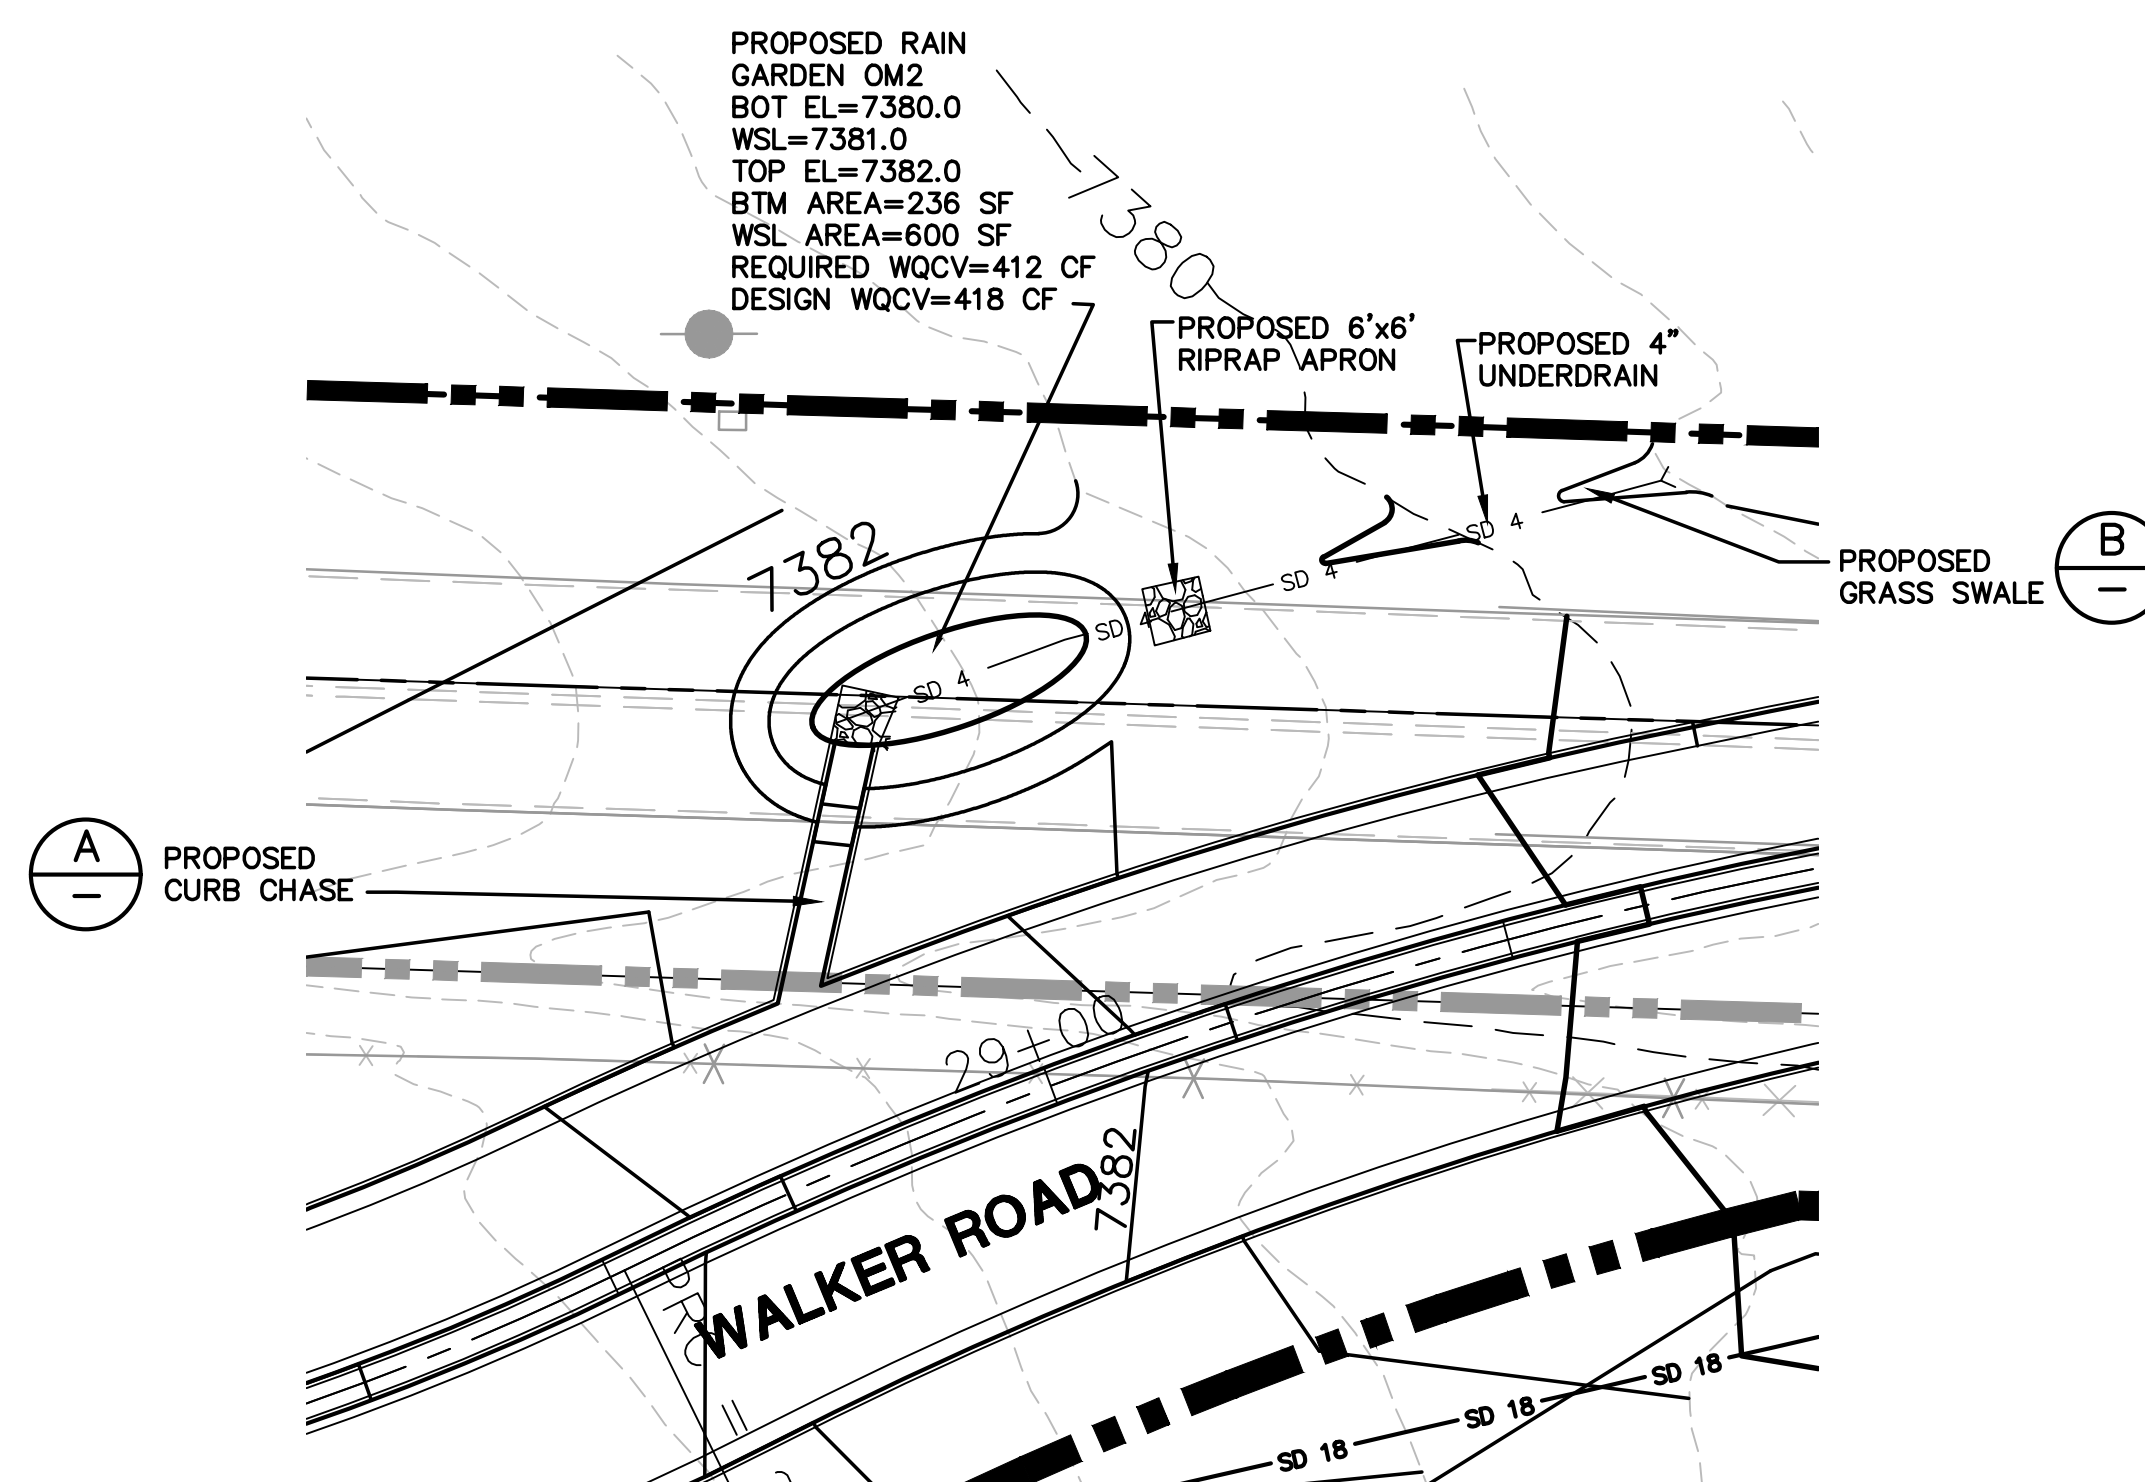 PROPOSED RAIN
GARDEN OM2
BOT EL=7380.0
WSL=7381.0
TOP EL=7382.0
BTM AREA=236 SF
WSL AREA=600 SF
REQUIRED WQCV=412 CF
DESIGN WQCV=418 CF
7380
PROPOSED 6'x6'
RIPRAP APRON
PROPOSED 4"
UNDERDRAIN
7382
SD 4
SD 4
SD 4
SD 4
PROPOSED
GRASS SWALE
B
–
A
–
PROPOSED
CURB CHASE
29+00
7382
WALKER ROAD
SD 18
SD 18
SD 18